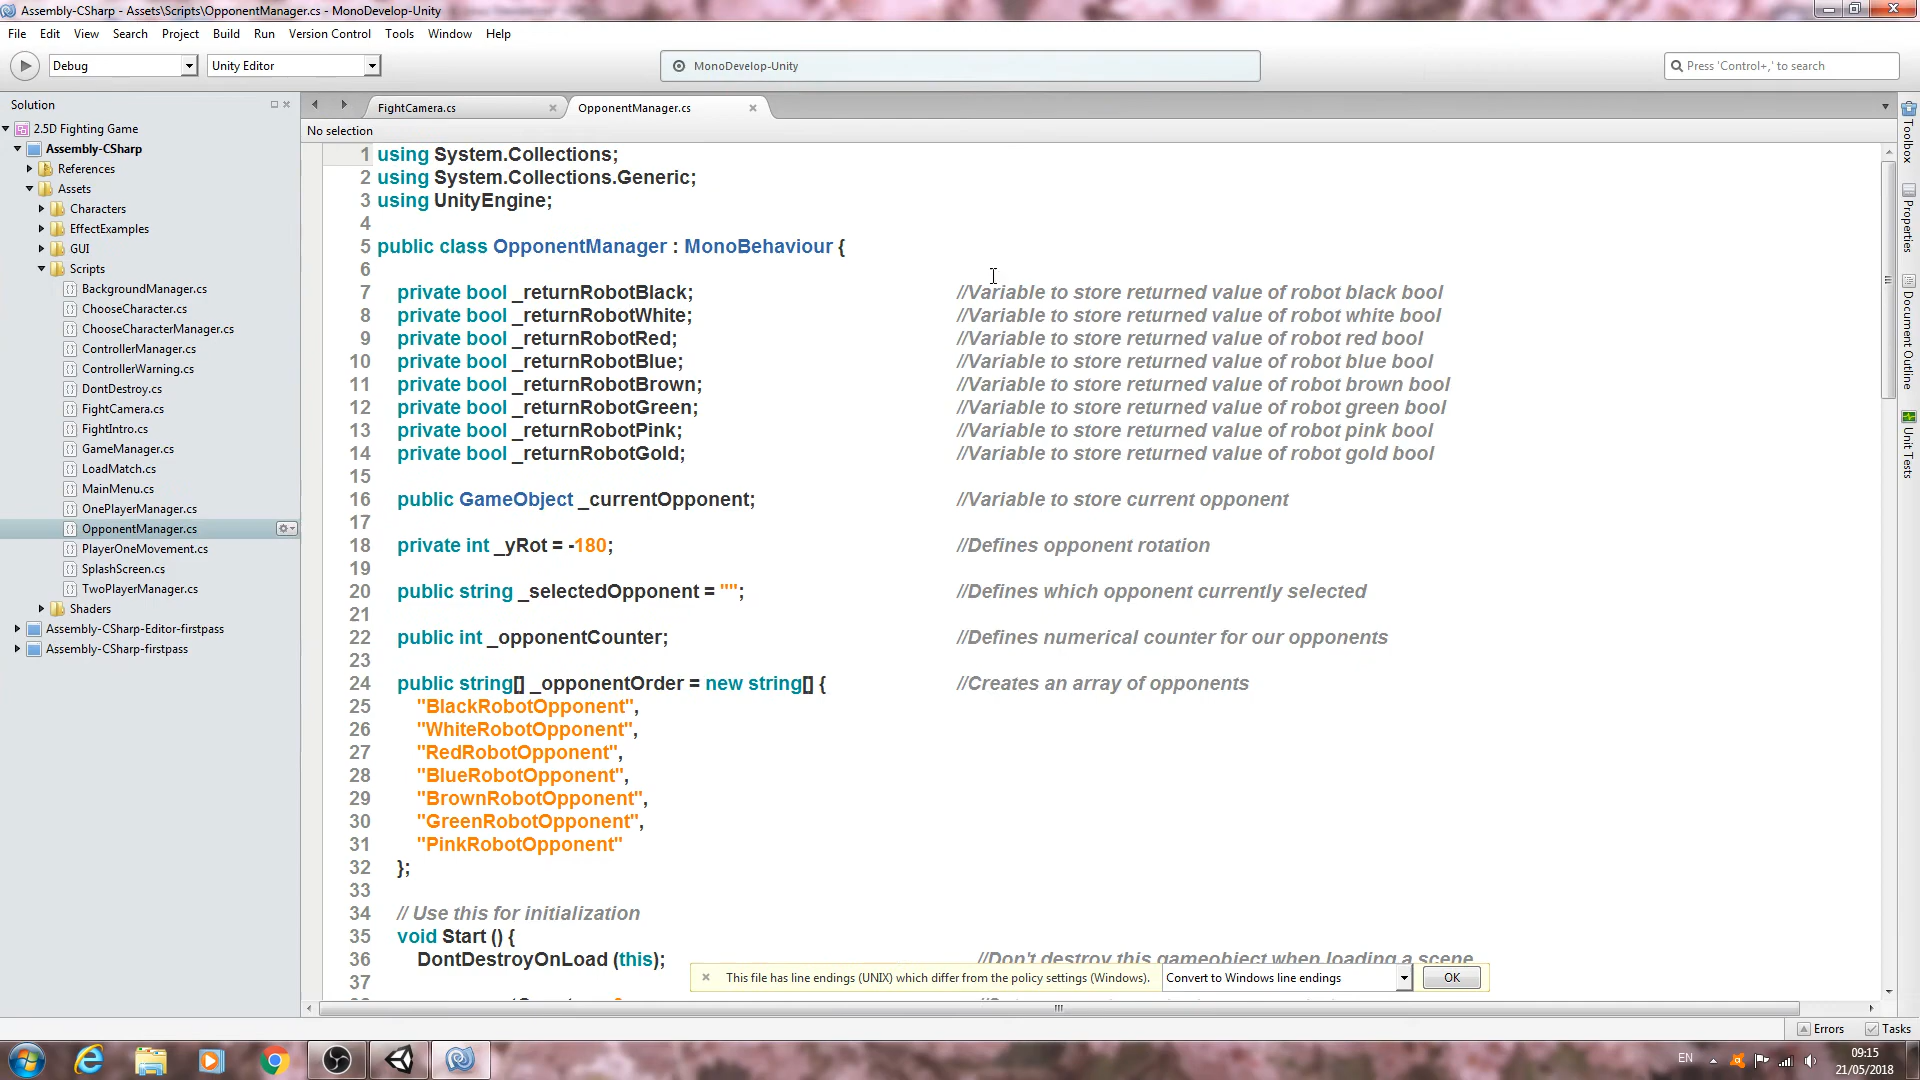 Assembly-CSharp - Assets\Scripts\OpponentManager.cs - MonoDevelop-Unity
File Edit View Search Project Build Run Version Control Tools Window Help
Debug Unity Editor MonoDevelop-Unity Press 'Control+,' to search
Solution
2.5D Fighting Game
Assembly-CSharp
References
Assets
Characters
EffectExamples
GUI
Scripts
BackgroundManager.cs
ChooseCharacter.cs
ChooseCharacterManager.cs
ControllerManager.cs
ControllerWarning.cs
DontDestroy.cs
FightCamera.cs
FightIntro.cs
GameManager.cs
LoadMatch.cs
MainMenu.cs
OnePlayerManager.cs
OpponentManager.cs
PlayerOneMovement.cs
SplashScreen.cs
TwoPlayerManager.cs
Shaders
Assembly-CSharp-Editor-firstpass
Assembly-CSharp-firstpass
FightCamera.cs OpponentManager.cs
No selection
1 using System.Collections;
2 using System.Collections.Generic;
3 using UnityEngine;
4
5 public class OpponentManager : MonoBehaviour {
6
7 private bool _returnRobotBlack; //Variable to store returned value of robot black bool
8 private bool _returnRobotWhite; //Variable to store returned value of robot white bool
9 private bool _returnRobotRed; //Variable to store returned value of robot red bool
10 private bool _returnRobotBlue; //Variable to store returned value of robot blue bool
11 private bool _returnRobotBrown; //Variable to store returned value of robot brown bool
12 private bool _returnRobotGreen; //Variable to store returned value of robot green bool
13 private bool _returnRobotPink; //Variable to store returned value of robot pink bool
14 private bool _returnRobotGold; //Variable to store returned value of robot gold bool
15
16 public GameObject _currentOpponent; //Variable to store current opponent
17
18 private int _yRot = -180; //Defines opponent rotation
19
20 public string _selectedOpponent = ""; //Defines which opponent currently selected
21
22 public int _opponentCounter; //Defines numerical counter for our opponents
23
24 public string[] _opponentOrder = new string[] { //Creates an array of opponents
25 "BlackRobotOpponent",
26 "WhiteRobotOpponent",
27 "RedRobotOpponent",
28 "BlueRobotOpponent",
29 "BrownRobotOpponent",
30 "GreenRobotOpponent",
31 "PinkRobotOpponent"
32 };
33
34 // Use this for initialization
35 void Start () {
36 DontDestroyOnLoad (this); //Don't destroy this gameobject when loading a scene
37
This file has line endings (UNIX) which differ from the policy settings (Windows). Convert to Windows line endings OK
Toolbox
Properties
Document Outline
Unit Tests
Errors Tasks
EN
09:15
21/05/2018